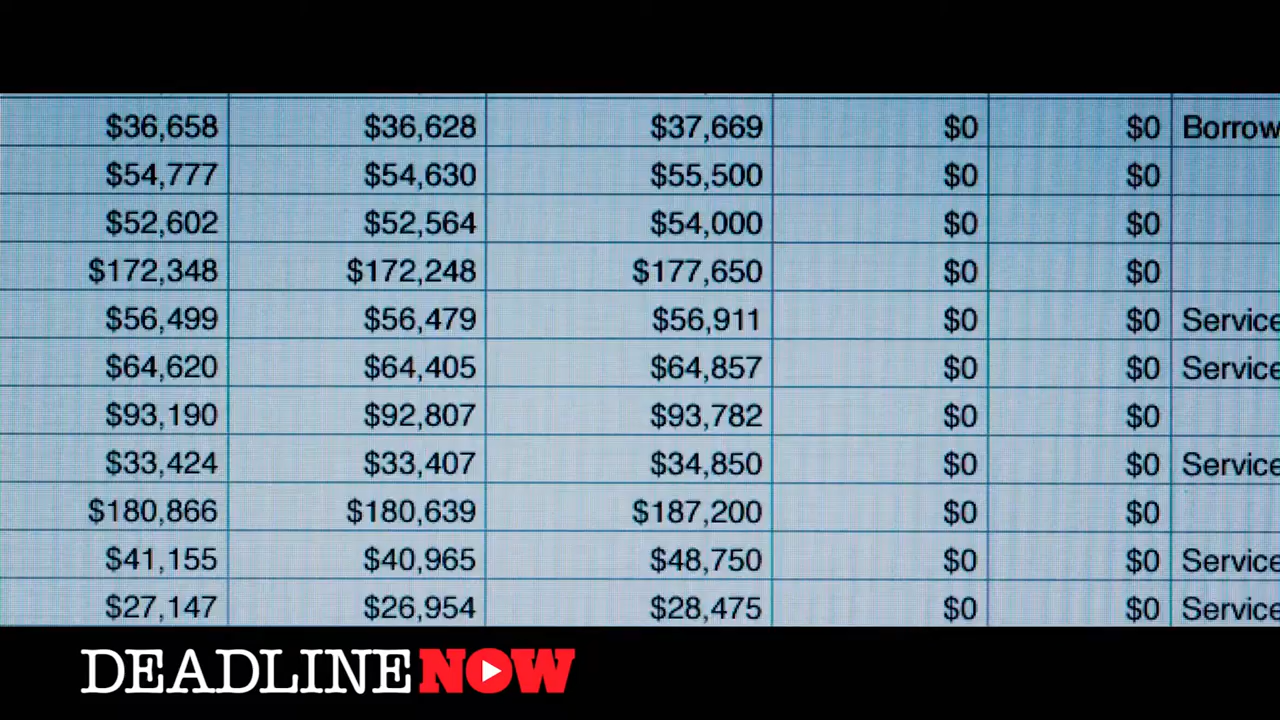 $36,658 $36,628 $37,669 $0 $0 Borrow
$54,777 $54,630 $55,500 $0 $0
$52,602 $52,564 $54,000 $0 $0
$172,348 $172,248 $177,650 $0 $0
$56,499 $56,479 $56,911 $0 $0 Service
$64,620 $64,405 $64,857 $0 $0 Service
$93,190 $92,807 $93,782 $0 $0
$33,424 $33,407 $34,850 $0 $0 Service
$180,866 $180,639 $187,200 $0 $0
$41,155 $40,965 $48,750 $0 $0 Service
$27,147 $26,954 $28,475 $0 $0 Service
DEADLINE NOW